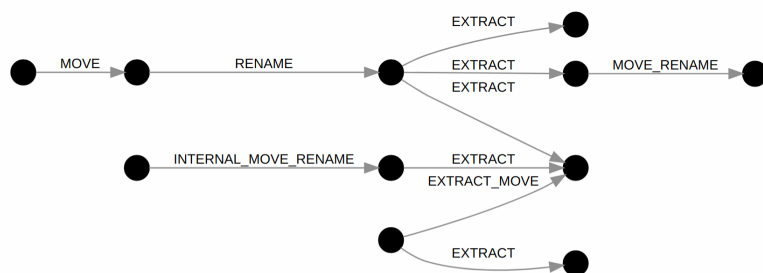 EXTRACT
MOVE RENAME EXTRACT MOVE_RENAME
EXTRACT
INTERNAL_MOVE_RENAME EXTRACT
EXTRACT_MOVE
EXTRACT